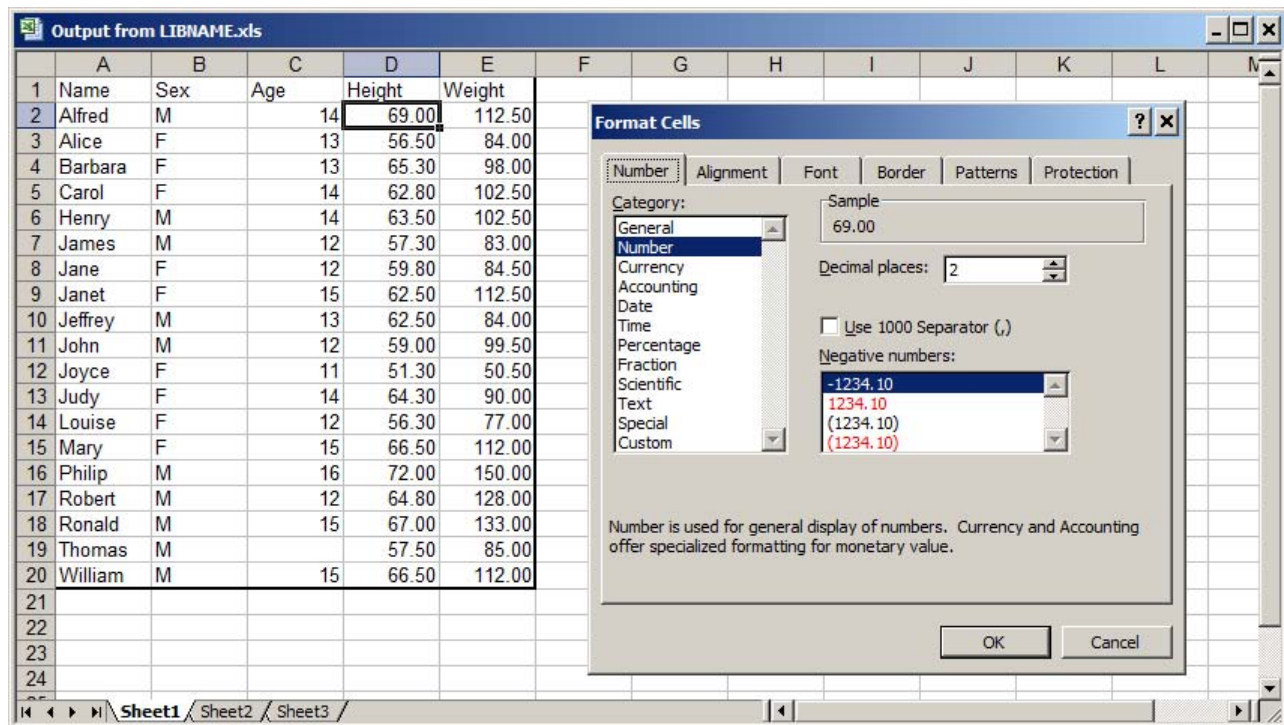 Output from LIBNAME.xls
A B C D E F G H I J K L M
1 Name Sex Age Height Weight
2 Alfred M 14 69.00 112.50
3 Alice F 13 56.50 84.00
4 Barbara F 13 65.30 98.00
5 Carol F 14 62.80 102.50
6 Henry M 14 63.50 102.50
7 James M 12 57.30 83.00
8 Jane F 12 59.80 84.50
9 Janet F 15 62.50 112.50
10 Jeffrey M 13 62.50 84.00
11 John M 12 59.00 99.50
12 Joyce F 11 51.30 50.50
13 Judy F 14 64.30 90.00
14 Louise F 12 56.30 77.00
15 Mary F 15 66.50 112.00
16 Philip M 16 72.00 150.00
17 Robert M 12 64.80 128.00
18 Ronald M 15 67.00 133.00
19 Thomas M 57.50 85.00
20 William M 15 66.50 112.00
21
22
23
24
Sheet1 Sheet2 Sheet3
Format Cells
Number Alignment Font Border Patterns Protection
Category:
General
Number
Currency
Accounting
Date
Time
Percentage
Fraction
Scientific
Text
Special
Custom
Sample
69.00
Decimal places: 2
Use 1000 Separator (,)
Negative numbers:
-1234.10
1234.10
(1234.10)
(1234.10)
Number is used for general display of numbers. Currency and Accounting
offer specialized formatting for monetary value.
OK Cancel